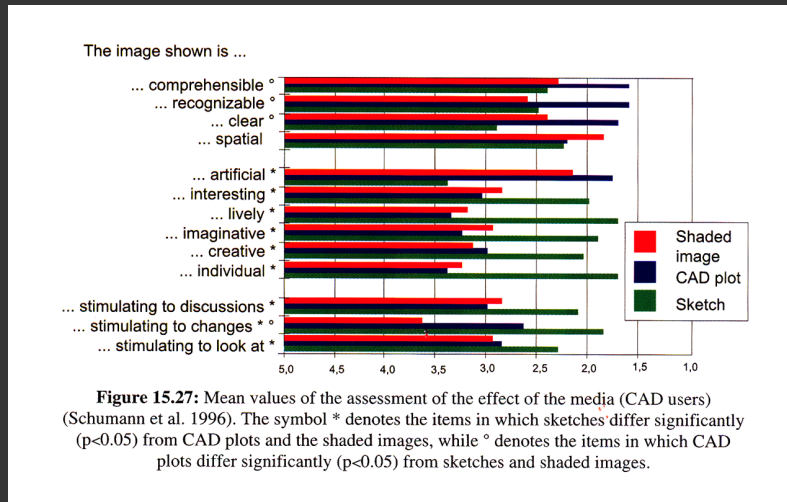 The image shown is ...
... comprehensible °
... recognizable °
... clear °
... spatial
... artificial *
... interesting *
... lively *
... imaginative *
... creative *
... individual *
... stimulating to discussions *
... stimulating to changes * °
... stimulating to look at *
Shaded
image
CAD plot
Sketch
5,0 4,5 4,0 3,5 3,0 2,5 2,0 1,5 1,0
Figure 15.27: Mean values of the assessment of the effect of the media (CAD users)
(Schumann et al. 1996). The symbol * denotes the items in which sketches differ significantly
(p<0.05) from CAD plots and the shaded images, while ° denotes the items in which CAD
plots differ significantly (p<0.05) from sketches and shaded images.